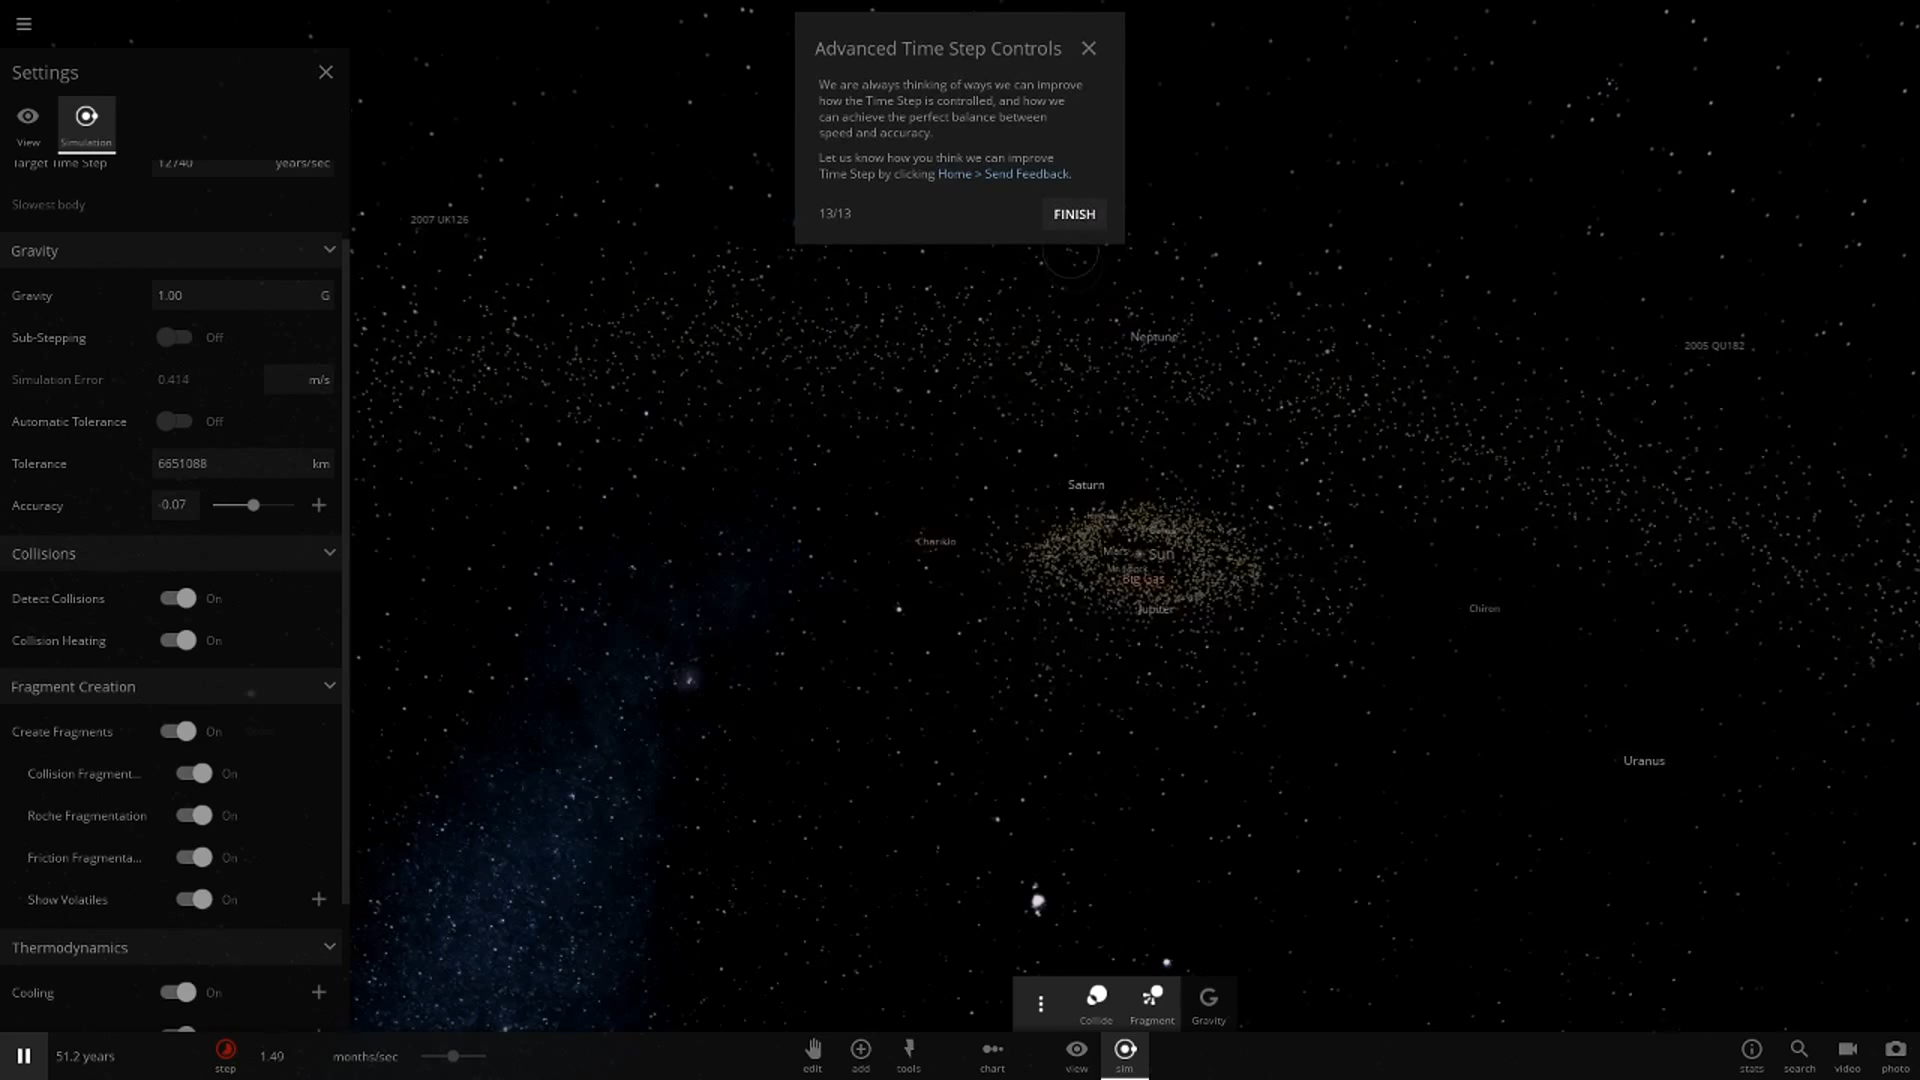 Advanced Time Step Controls
We are always thinking of ways we can improve
how the Time Step is controlled, and how we
can achieve the perfect balance between
speed and accuracy.
Let us know how you think we can improve
Time Step by clicking Home > Send Feedback.
13/13
FINISH
Settings
View
Simulation
Target Time Step 12740 years/sec
Slowest body
Gravity
Gravity 1.00 G
Sub-Stepping Off
Simulation Error 0.414 m/s
Automatic Tolerance Off
Tolerance 6651088 km
Accuracy -0.07
Collisions
Detect Collisions On
Collision Heating On
Fragment Creation
Create Fragments On
Collision Fragment... On
Roche Fragmentation On
Friction Fragmenta... On
Show Volatiles On
Thermodynamics
Cooling On
2007 UK126
Neptune
2005 QU182
Saturn
Chariklo
Mars
Sun
Big Gas
Jupiter
Chiron
Uranus
Collide
Fragment
Gravity
51.2 years
step
1.49 months/sec
edit
add
tools
chart
view
sim
stats
search
video
photo